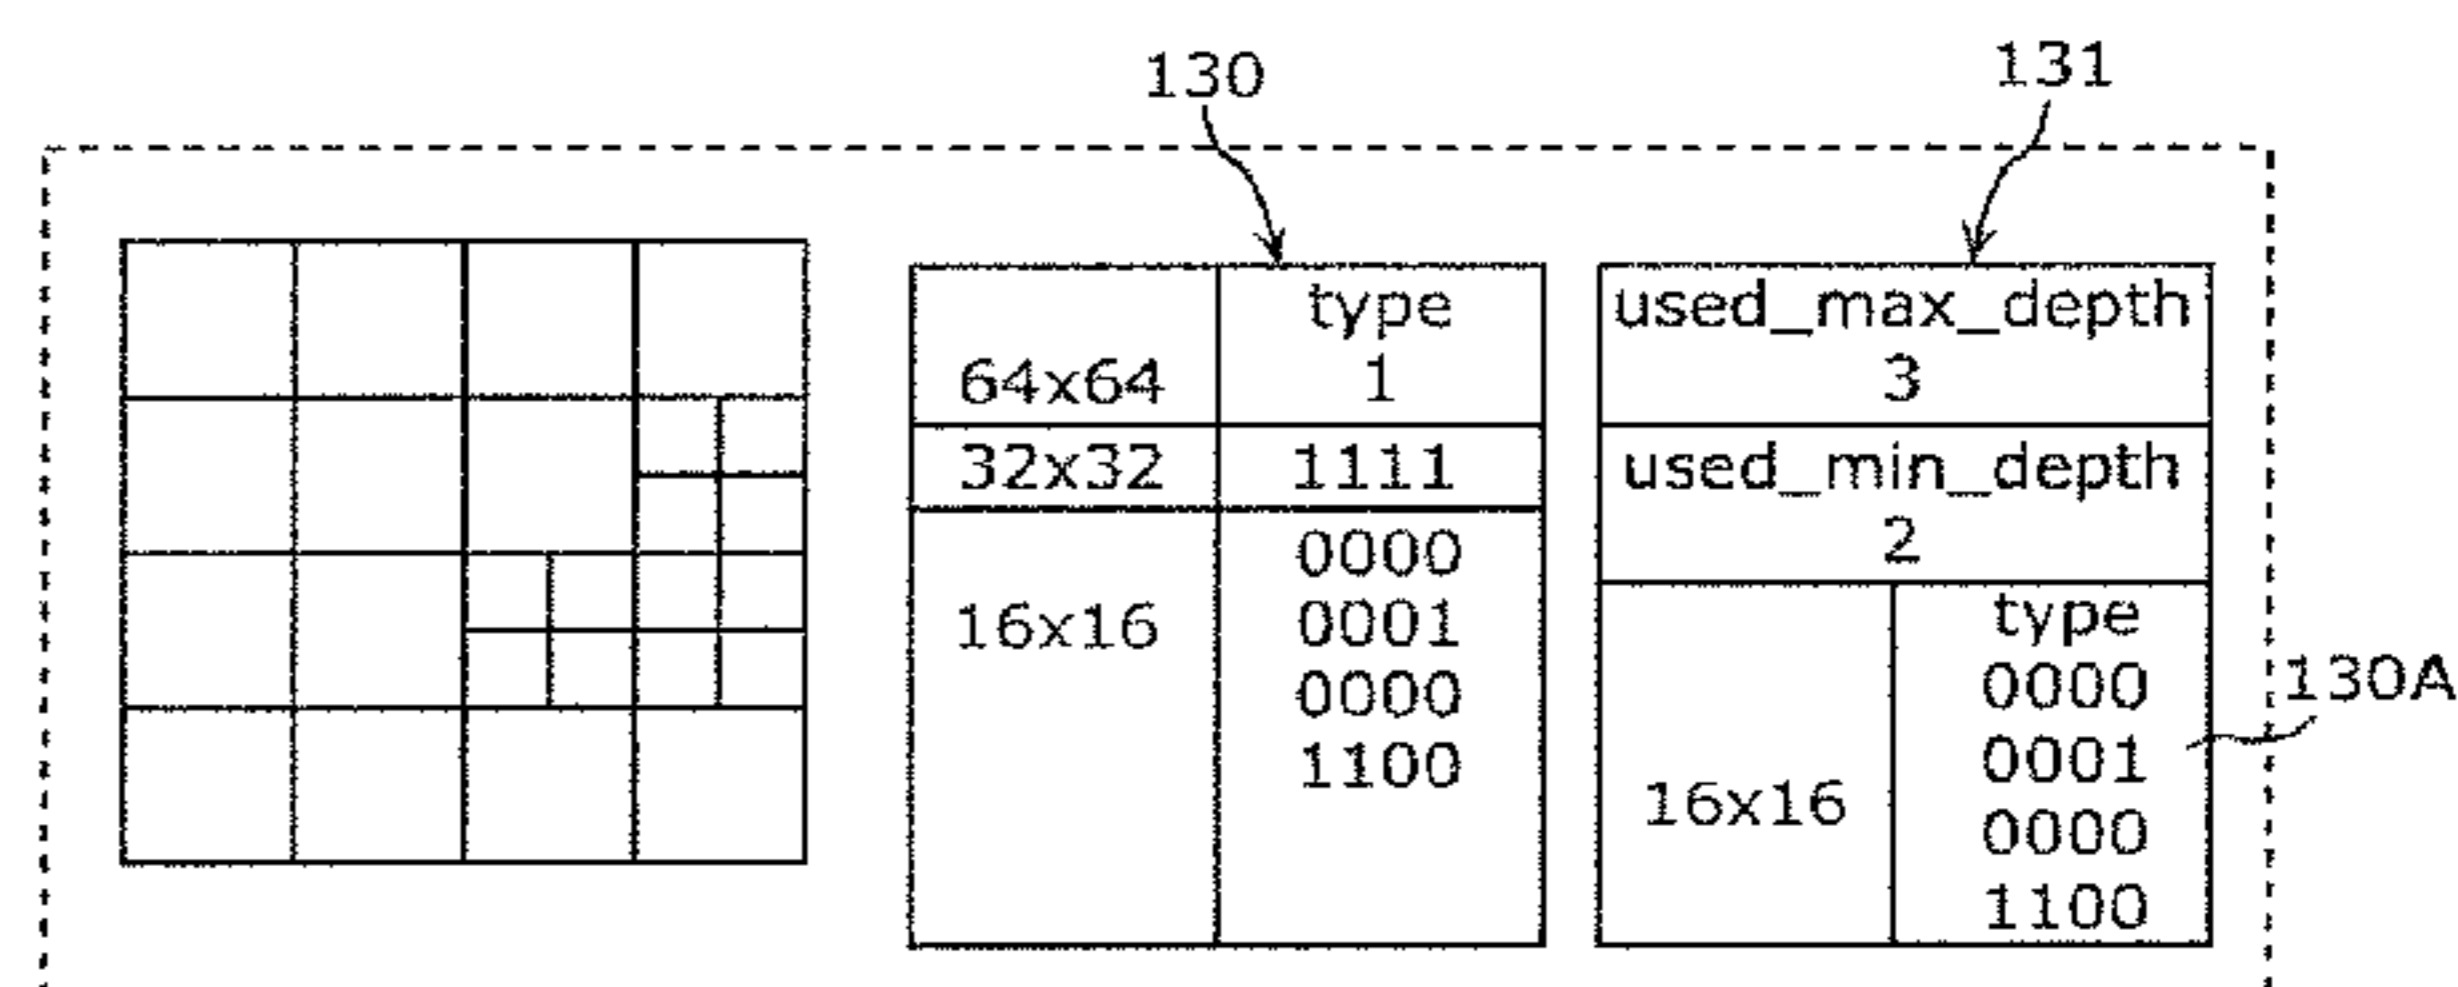 130
131
type
64x64 1
32x32 1111
16x16
0000
0001
0000
1100
used_max_depth
3
used_min_depth
2
type
16x16
0000
0001
0000
1100
130A